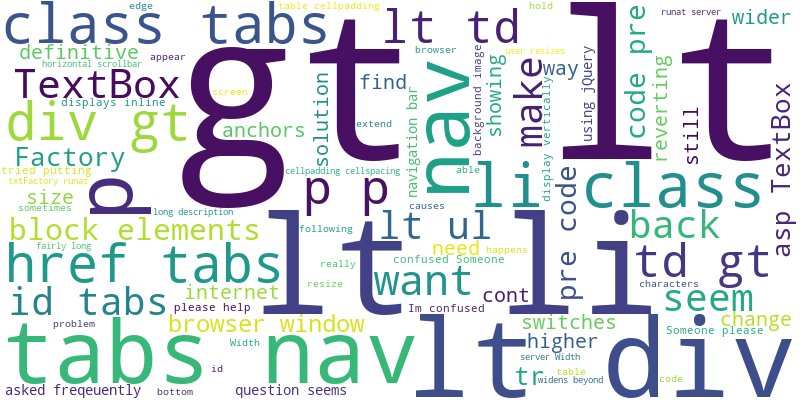 edge
table cellpadding
class tabs
lt td
hold
runat server
wider
definitive
appear
horizontal scrollbar
gt
lt
browser
user resizes
TextBox
find
way
code pre
displays inline
screen
solution
nav
background image
showing
make
display vertically
using jQuery
reverting
still
div gt
anchors
extend
navigation bar
Factory
tried putting
cellpadding cellspacing
able
txtFactory runat
p
p p
li
class
pre code
asp TextBox
size
sometimes
long description
causes
block elements
following
lt
lt ul
li
back
fairly long
need
happens
href tabs
really
confused Someone
td gt
want
resize
characters
id tabs
internet
cont
seem
please help
Im confused
problem
browser window
lt
switches
div
change
Someone please
tabs nav
Width
higher
server Width
id
tr
table
widens beyond
code
asked freqeuently
bottom
question seems